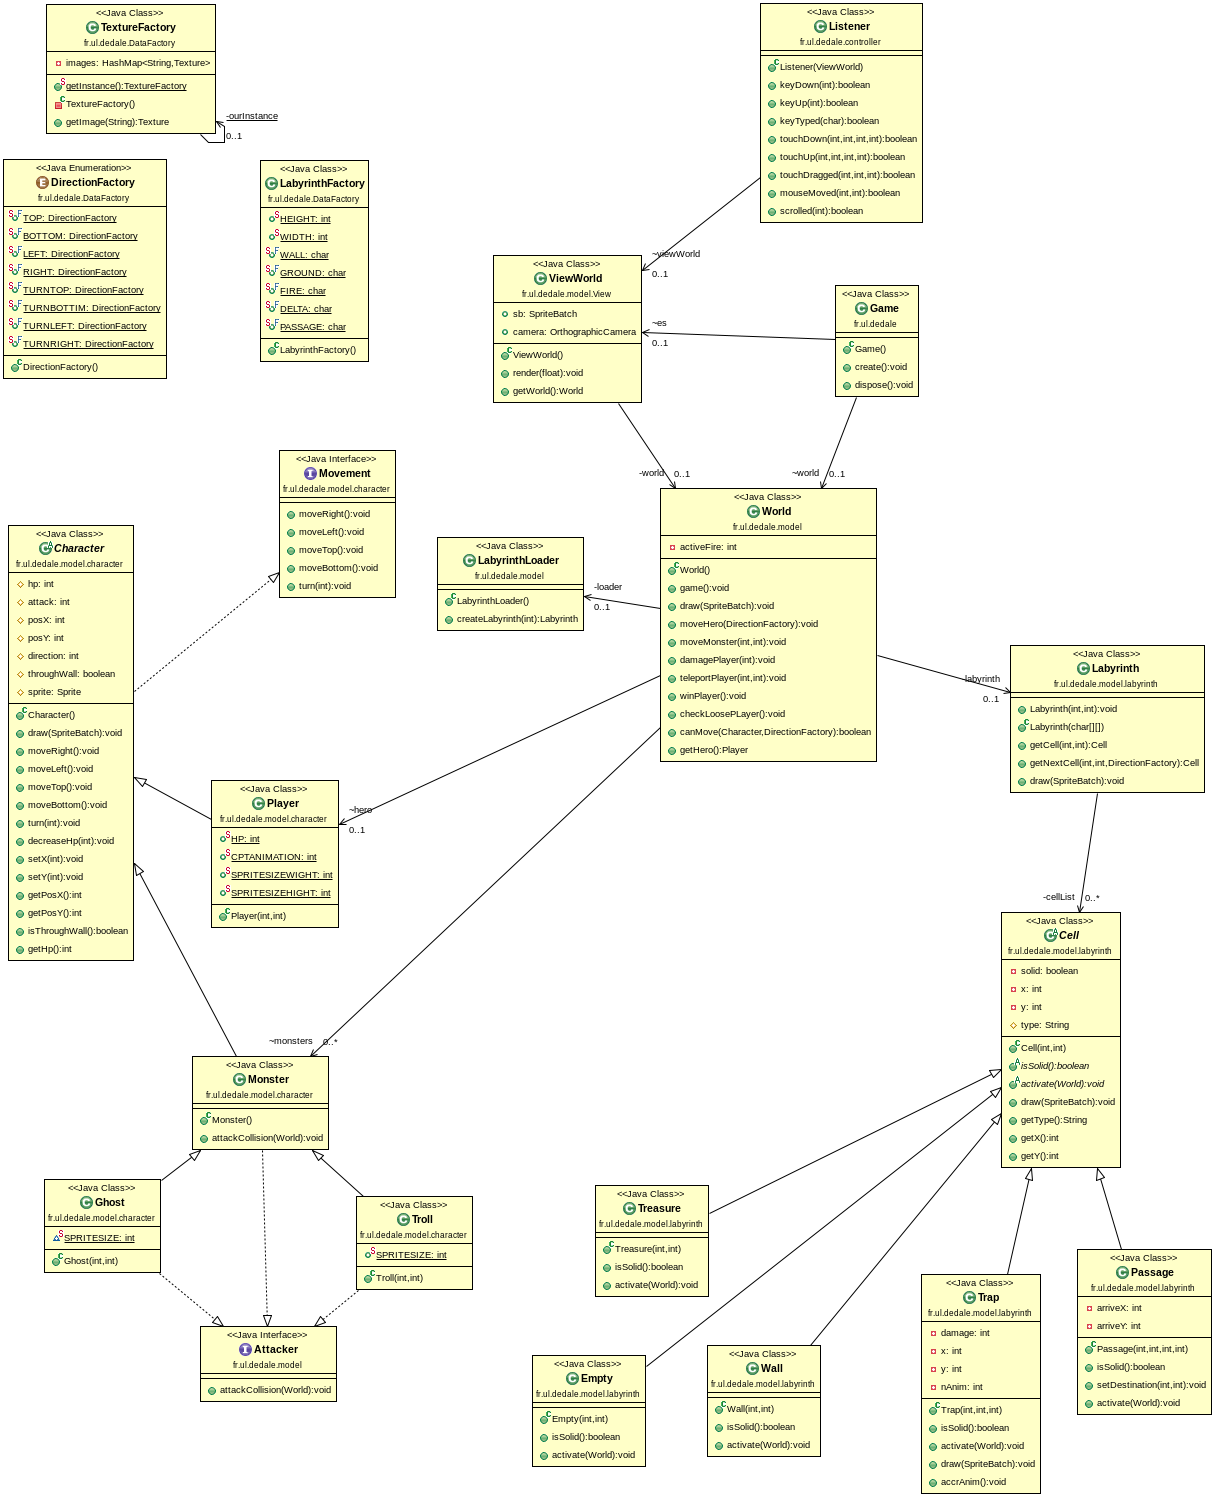 <<Java Class>>
TextureFactory
fr.ul.dedale.DataFactory
images: HashMap<String,Texture>
getInstance():TextureFactory
TextureFactory()
getImage(String):Texture
-ourInstance
0..1
<<Java Class>>
Listener
fr.ul.dedale.controller
Listener(ViewWorld)
keyDown(int):boolean
keyUp(int):boolean
keyTyped(char):boolean
touchDown(int,int,int,int):boolean
touchUp(int,int,int,int):boolean
touchDragged(int,int,int):boolean
mouseMoved(int,int):boolean
scrolled(int):boolean
<<Java Enumeration>>
DirectionFactory
fr.ul.dedale.DataFactory
TOP: DirectionFactory
BOTTOM: DirectionFactory
LEFT: DirectionFactory
RIGHT: DirectionFactory
TURNTOP: DirectionFactory
TURNBOTTIM: DirectionFactory
TURNLEFT: DirectionFactory
TURNRIGHT: DirectionFactory
DirectionFactory()
<<Java Class>>
LabyrinthFactory
fr.ul.dedale.DataFactory
HEIGHT: int
WIDTH: int
WALL: char
GROUND: char
FIRE: char
DELTA: char
PASSAGE: char
LabyrinthFactory()
~viewWorld
0..1
<<Java Class>>
ViewWorld
fr.ul.dedale.model.View
sb: SpriteBatch
camera: OrthographicCamera
ViewWorld()
render(float):void
getWorld():World
~es
0..1
<<Java Class>>
Game
fr.ul.dedale
Game()
create():void
dispose():void
-world
0..1
~world
0..1
<<Java Interface>>
Movement
fr.ul.dedale.model.character
moveRight():void
moveLeft():void
moveTop():void
moveBottom():void
turn(int):void
<<Java Class>>
World
fr.ul.dedale.model
activeFire: int
World()
game():void
draw(SpriteBatch):void
moveHero(DirectionFactory):void
moveMonster(int,int):void
damagePlayer(int):void
teleportPlayer(int,int):void
winPlayer():void
checkLoosePLayer():void
canMove(Character,DirectionFactory):boolean
getHero():Player
<<Java Class>>
Character
fr.ul.dedale.model.character
hp: int
attack: int
posX: int
posY: int
direction: int
throughWall: boolean
sprite: Sprite
Character()
draw(SpriteBatch):void
moveRight():void
moveLeft():void
moveTop():void
moveBottom():void
turn(int):void
decreaseHp(int):void
setX(int):void
setY(int):void
getPosX():int
getPosY():int
isThroughWall():boolean
getHp():int
<<Java Class>>
LabyrinthLoader
fr.ul.dedale.model
LabyrinthLoader()
createLabyrinth(int):Labyrinth
-loader
0..1
labyrinth
0..1
<<Java Class>>
Labyrinth
fr.ul.dedale.model.labyrinth
Labyrinth(int,int):void
Labyrinth(char[][])
getCell(int,int):Cell
getNextCell(int,int,DirectionFactory):Cell
draw(SpriteBatch):void
<<Java Class>>
Player
fr.ul.dedale.model.character
HP: int
CPTANIMATION: int
SPRITESIZEWIGHT: int
SPRITESIZEHIGHT: int
Player(int,int)
~hero
0..1
-cellList
0..*
<<Java Class>>
Cell
fr.ul.dedale.model.labyrinth
solid: boolean
x: int
y: int
type: String
Cell(int,int)
isSolid():boolean
activate(World):void
draw(SpriteBatch):void
getType():String
getX():int
getY():int
~monsters
0..*
<<Java Class>>
Monster
fr.ul.dedale.model.character
Monster()
attackCollision(World):void
<<Java Class>>
Ghost
fr.ul.dedale.model.character
SPRITESIZE: int
Ghost(int,int)
<<Java Class>>
Troll
fr.ul.dedale.model.character
SPRITESIZE: int
Troll(int,int)
<<Java Interface>>
Attacker
fr.ul.dedale.model
attackCollision(World):void
<<Java Class>>
Treasure
fr.ul.dedale.model.labyrinth
Treasure(int,int)
isSolid():boolean
activate(World):void
<<Java Class>>
Empty
fr.ul.dedale.model.labyrinth
Empty(int,int)
isSolid():boolean
activate(World):void
<<Java Class>>
Wall
fr.ul.dedale.model.labyrinth
Wall(int,int)
isSolid():boolean
activate(World):void
<<Java Class>>
Trap
fr.ul.dedale.model.labyrinth
damage: int
x: int
y: int
nAnim: int
Trap(int,int,int)
isSolid():boolean
activate(World):void
draw(SpriteBatch):void
accrAnim():void
<<Java Class>>
Passage
fr.ul.dedale.model.labyrinth
arriveX: int
arriveY: int
Passage(int,int,int,int)
isSolid():boolean
setDestination(int,int):void
activate(World):void